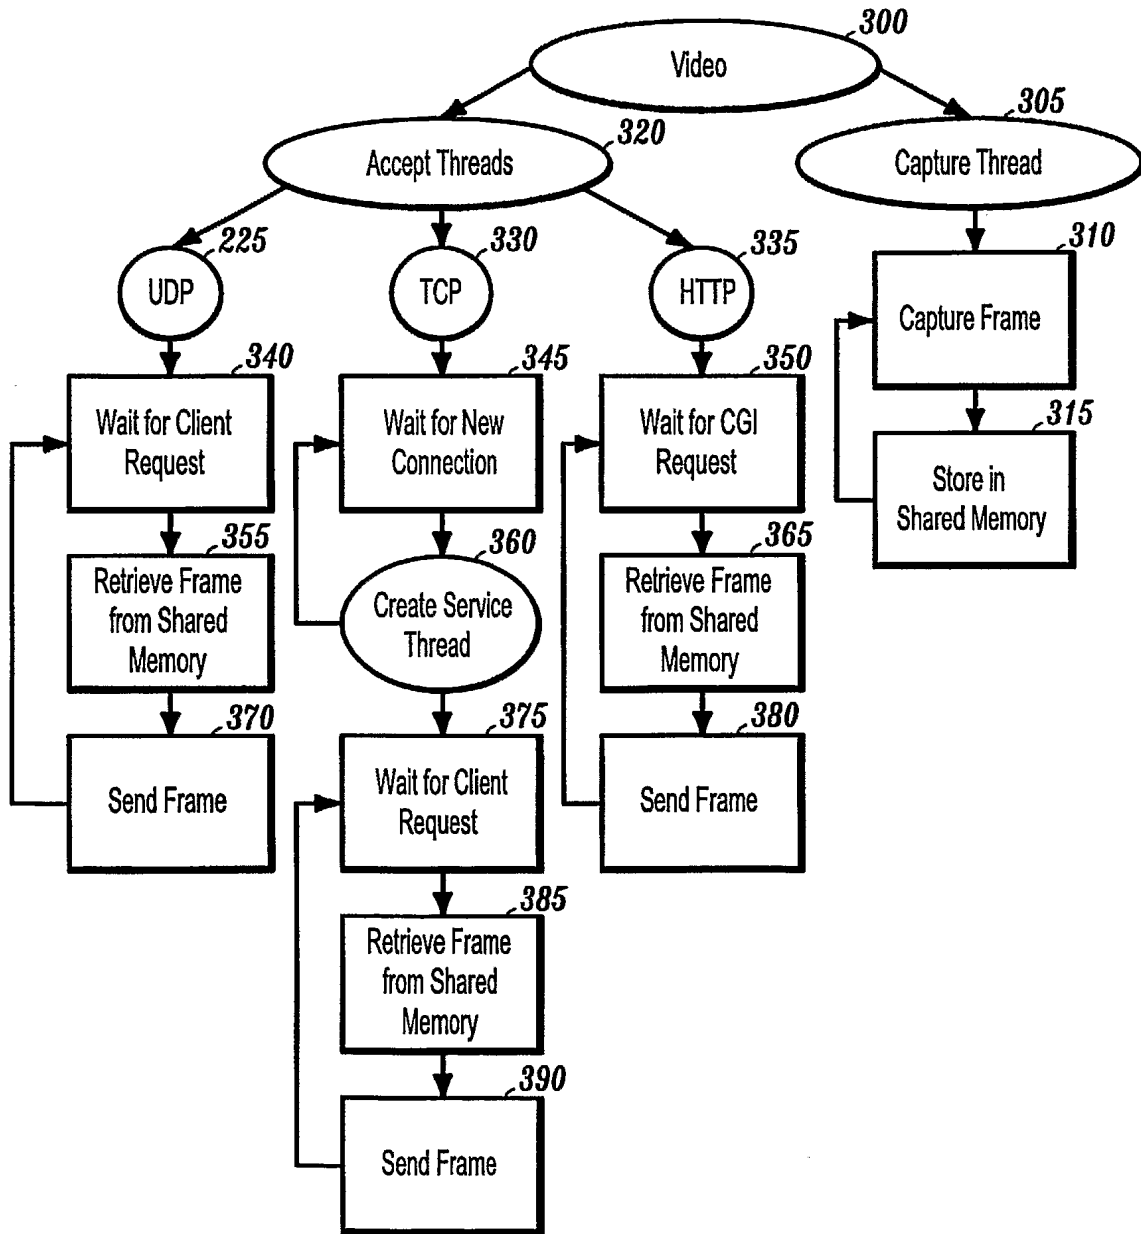 300
Video
305
320
Accept Threads
Capture Thread
225
330
335
310
UDP
TCP
HTTP
Capture Frame
340
345
350
315
Wait for Client
Request
Wait for New
Connection
Wait for CGI
Request
Store in
Shared Memory
355
360
365
Retrieve Frame
from Shared
Memory
Create Service
Thread
Retrieve Frame
from Shared
Memory
370
375
380
Send Frame
Wait for Client
Request
Send Frame
385
Retrieve Frame
from Shared
Memory
390
Send Frame